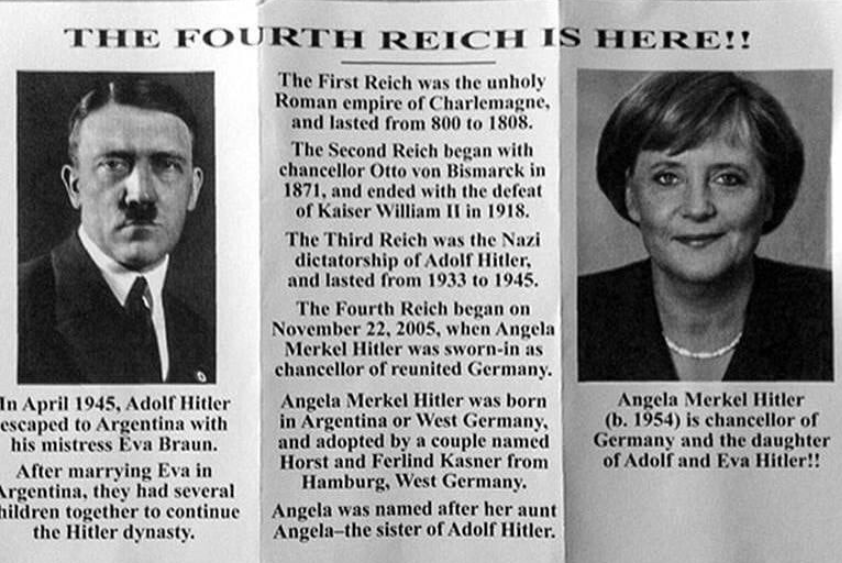 THE FOURTH REICH IS HERE!!
In April 1945, Adolf Hitler
escaped to Argentina with
his mistress Eva Braun.
After marrying Eva in
Argentina, they had several
children together to continue
the Hitler dynasty.
The First Reich was the unholy
Roman empire of Charlemagne,
and lasted from 800 to 1808.
The Second Reich began with
chancellor Otto von Bismarck in
1871, and ended with the defeat
of Kaiser William II in 1918.
The Third Reich was the Nazi
dictatorship of Adolf Hitler,
and lasted from 1933 to 1945.
The Fourth Reich began on
November 22, 2005, when Angela
Merkel Hitler was sworn-in as
chancellor of reunited Germany.
Angela Merkel Hitler was born
in Argentina or West Germany,
and adopted by a couple named
Horst and Ferlind Kasner from
Hamburg, West Germany.
Angela was named after her aunt
Angela–the sister of Adolf Hitler.
Angela Merkel Hitler
(b. 1954) is chancellor of
Germany and the daughter
of Adolf and Eva Hitler!!